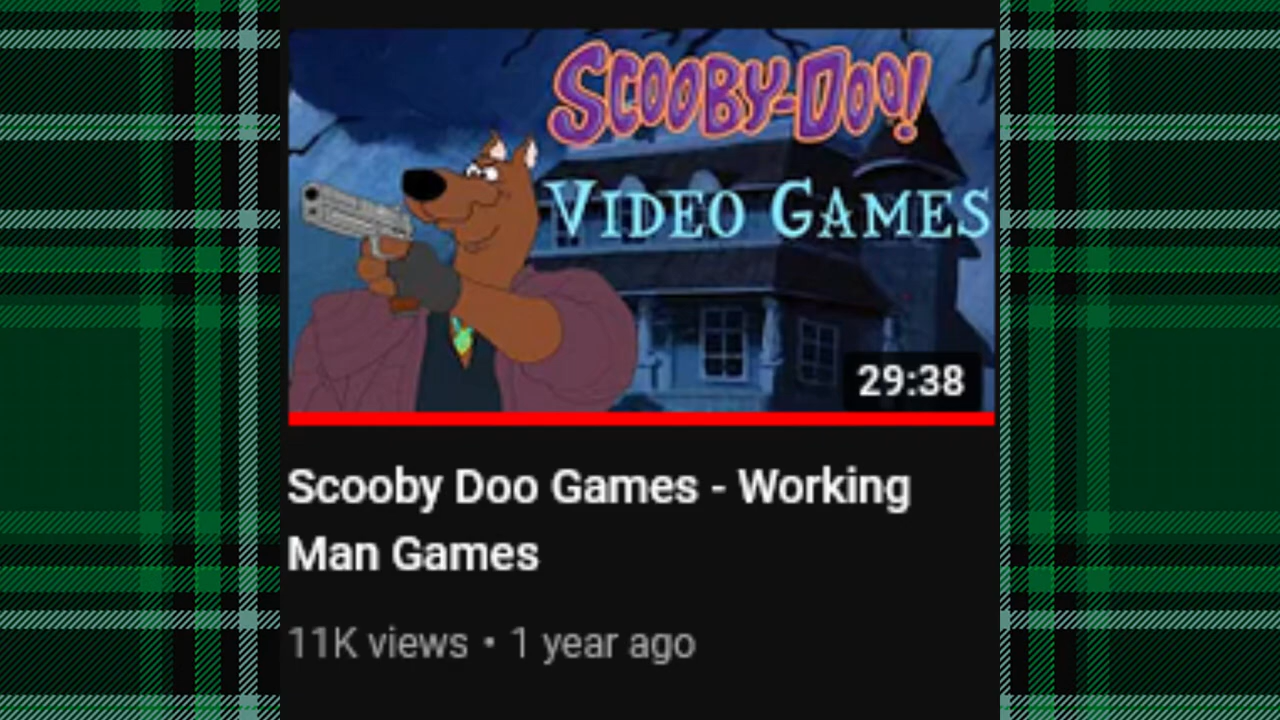 SCOOBY-DOO!
VIDEO GAMES
29:38
Scooby Doo Games - Working
Man Games
11K views • 1 year ago